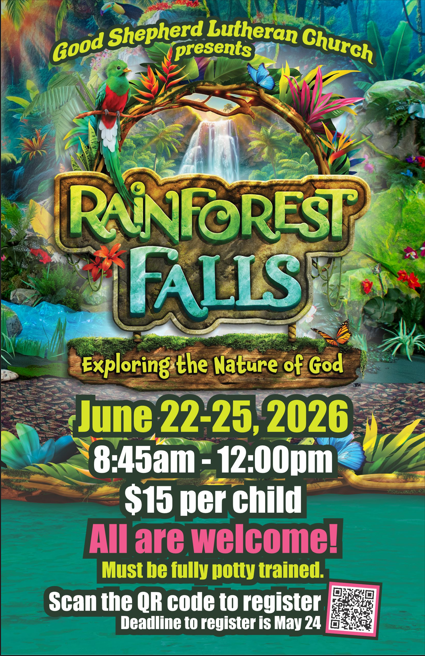 Good Shepherd Lutheran Church
presents
RAINFOREST
FALLS
Exploring the Nature of God
June 22-25, 2026
8:45am - 12:00pm
$15 per child
All are welcome!
Must be fully potty trained.
Scan the QR code to register
Deadline to register is May 24